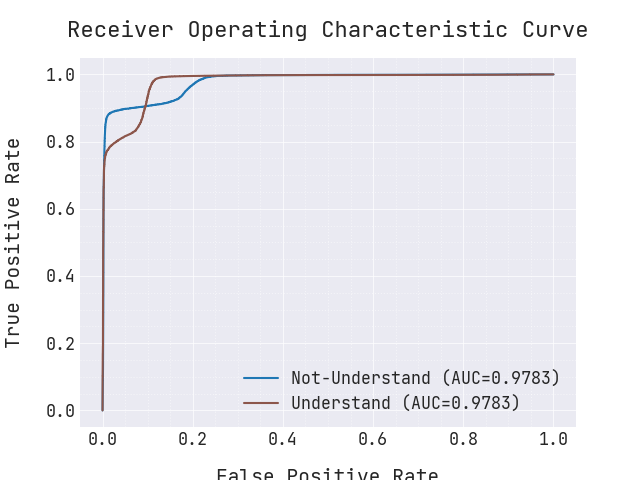 Receiver Operating Characteristic Curve
True Positive Rate
1.0
0.8
0.6
0.4
0.2
0.0
Not-Understand (AUC=0.9783)
Understand (AUC=0.9783)
0.0 0.2 0.4 0.6 0.8 1.0
False Positive Rate